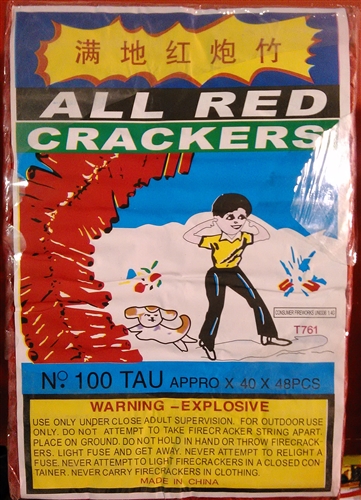 满地红炮竹
ALL RED
CRACKERS
CONSUMER FIREWORKS UN0336 1.4G
T761
No. 100 TAU APPRO X 40 X 48PCS
WARNING –EXPLOSIVE
USE ONLY UNDER CLOSE ADULT SUPERVISION. FOR OUTDOOR USE
ONLY. DO NOT ATTEMPT TO TAKE FIRECRACKER STRING APART.
PLACE ON GROUND. DO NOT HOLD IN HAND OR THROW FIRECRACK-
ERS. LIGHT FUSE AND GET AWAY. NEVER ATTEMPT TO RELIGHT A
FUSE. NEVER ATTEMPT TO LIGHT FIRECRACKERS IN A CLOSED CON-
TAINER. NEVER CARRY FIRECRACKERS IN CLOTHING.
MADE IN CHINA